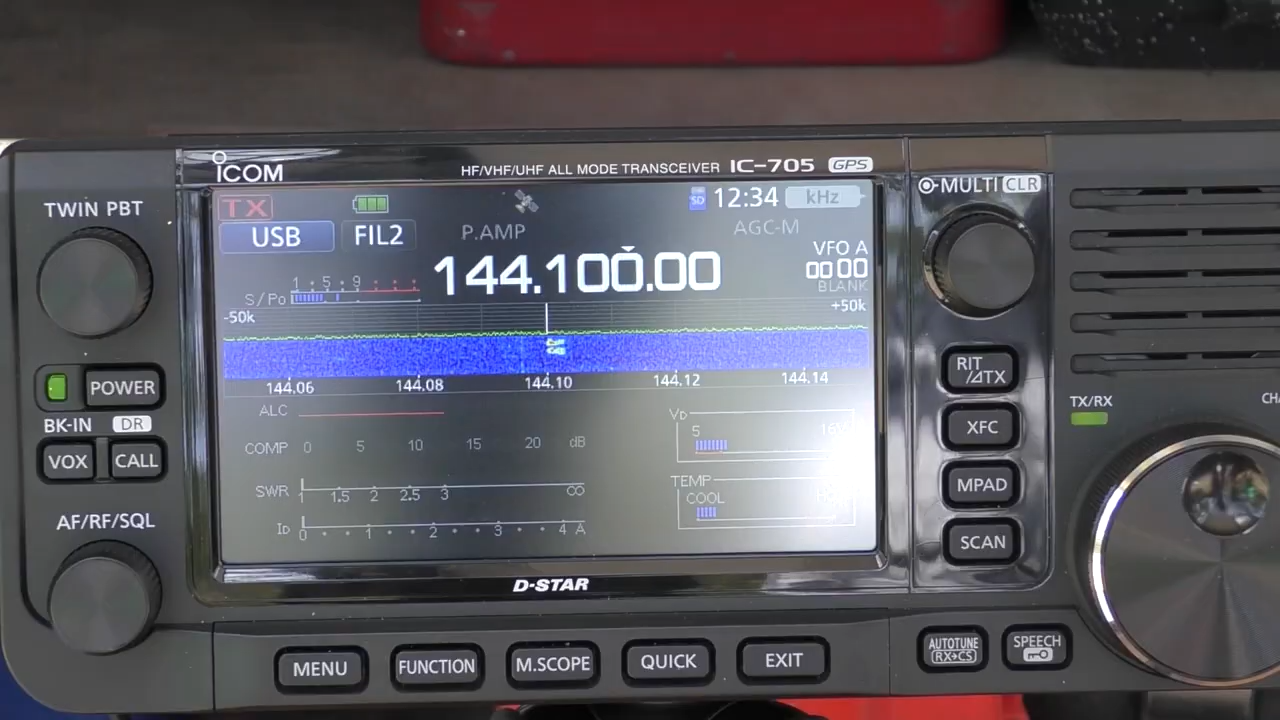 ICOM
HF/VHF/UHF ALL MODE TRANSCEIVER IC-705 GPS
TWIN PBT
MULTI CLR
TX
SD 12:34 kHz
USB FIL2 P.AMP AGC-M
144.100.00
VFO A
00 00
BLANK
1 5 9
S/Po
-50k +50k
144.06 144.08 144.10 144.12 144.14
ALC
COMP 0 5 10 15 20 dB
SWR 1 1.5 2 2.5 3 ∞
ID 0 1 2 3 4 A
VD
5 16V
TEMP
COOL
POWER
BK-IN DR
VOX CALL
AF/RF/SQL
D-STAR
MENU FUNCTION M.SCOPE QUICK EXIT
RIT
/⊿TX
XFC
MPAD
SCAN
TX/RX
AUTOTUNE
RX→CS
SPEECH